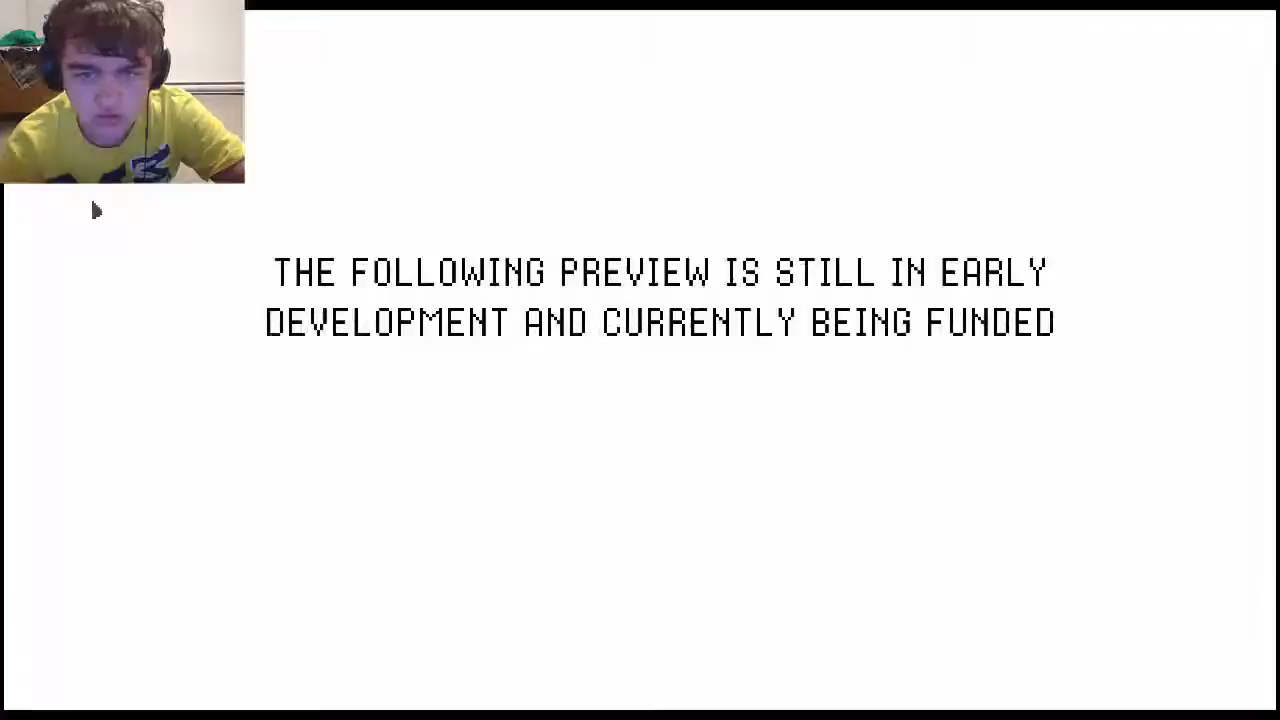 THE FOLLOWING PREVIEW IS STILL IN EARLY
DEVELOPMENT AND CURRENTLY BEING FUNDED